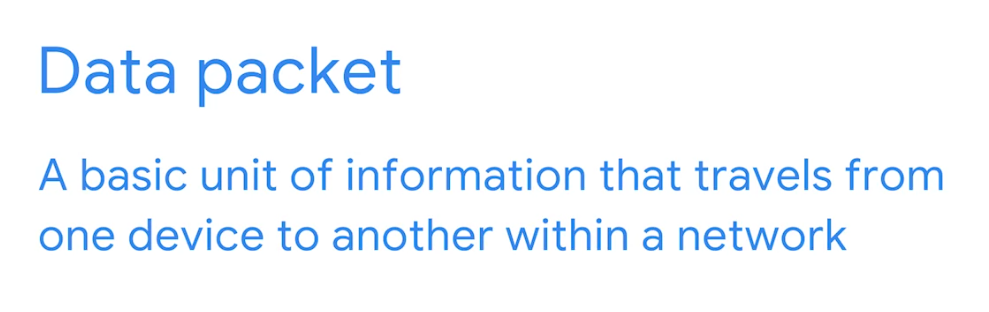 Data packet
A basic unit of information that travels from
one device to another within a network